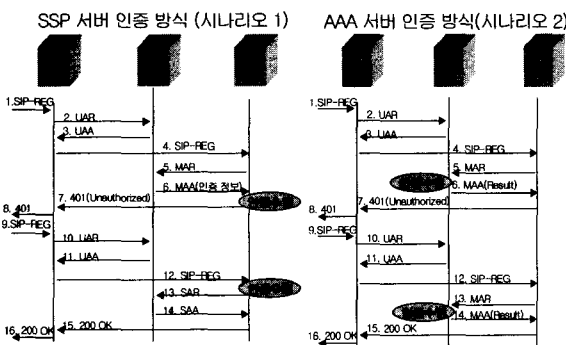 SSP 서버 인증 방식 (시나리오 1)
1.SIP-REG
2. UAR
3. UAA
4. SIP-REG
5. MAR
6. MAA(인증 정보)
7. 401(Unauthorized)
8. 401
9.SIP-REG
10. UAR
11. UAA
12. SIP-REG
13. SAR
14. SAA
15. 200 OK
16. 200 OK
AAA 서버 인증 방식(시나리오 2)
1.SIP-REG
2. UAR
3. UAA
4. SIP-REG
5. MAR
6. MAA(Result)
7. 401(Unauthorized)
8. 401
9.SIP-REG
10. UAR
11. UAA
12. SIP-REG
13. MAR
14. MAA(Result)
15. 200 OK
16. 200 OK